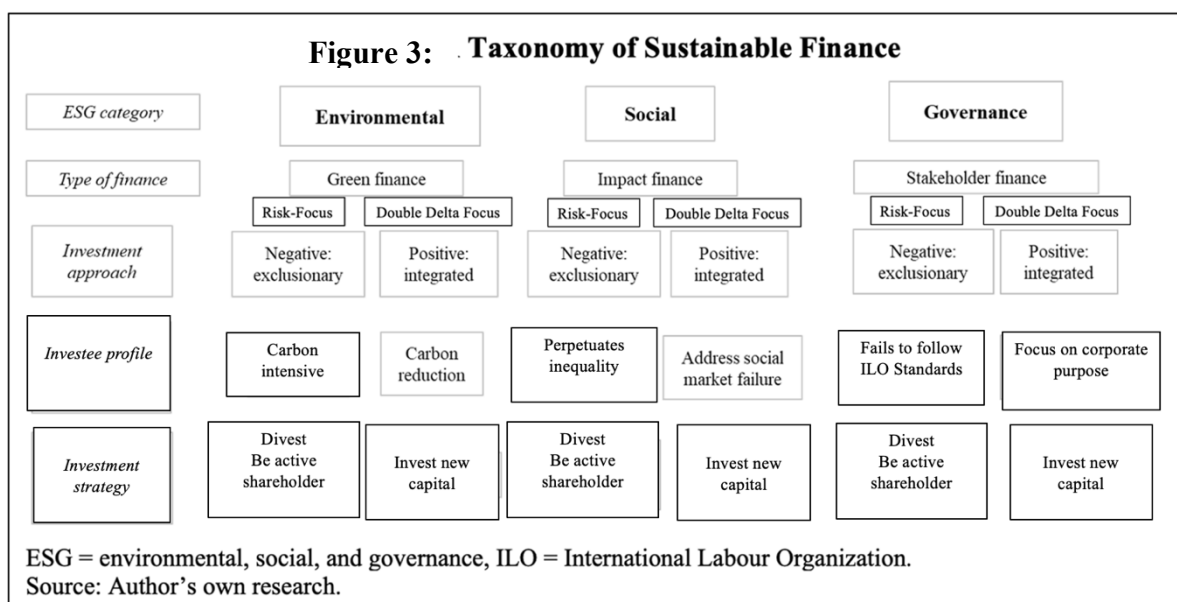 Figure 3: . Taxonomy of Sustainable Finance
ESG category
Environmental
Social
Governance
Type of finance
Green finance
Impact finance
Stakeholder finance
Risk-Focus
Double Delta Focus
Risk-Focus
Double Delta Focus
Risk-Focus
Double Delta Focus
Investment
approach
Negative:
exclusionary
Positive:
integrated
Negative:
exclusionary
Positive:
integrated
Negative:
exclusionary
Positive:
integrated
Investee profile
Carbon
intensive
Carbon
reduction
Perpetuates
inequality
Address social
market failure
Fails to follow
ILO Standards
Focus on corporate
purpose
Investment
strategy
Divest
Be active
shareholder
Invest new
capital
Divest
Be active
shareholder
Invest new
capital
Divest
Be active
shareholder
Invest new
capital
ESG = environmental, social, and governance, ILO = International Labour Organization.
Source: Author's own research.